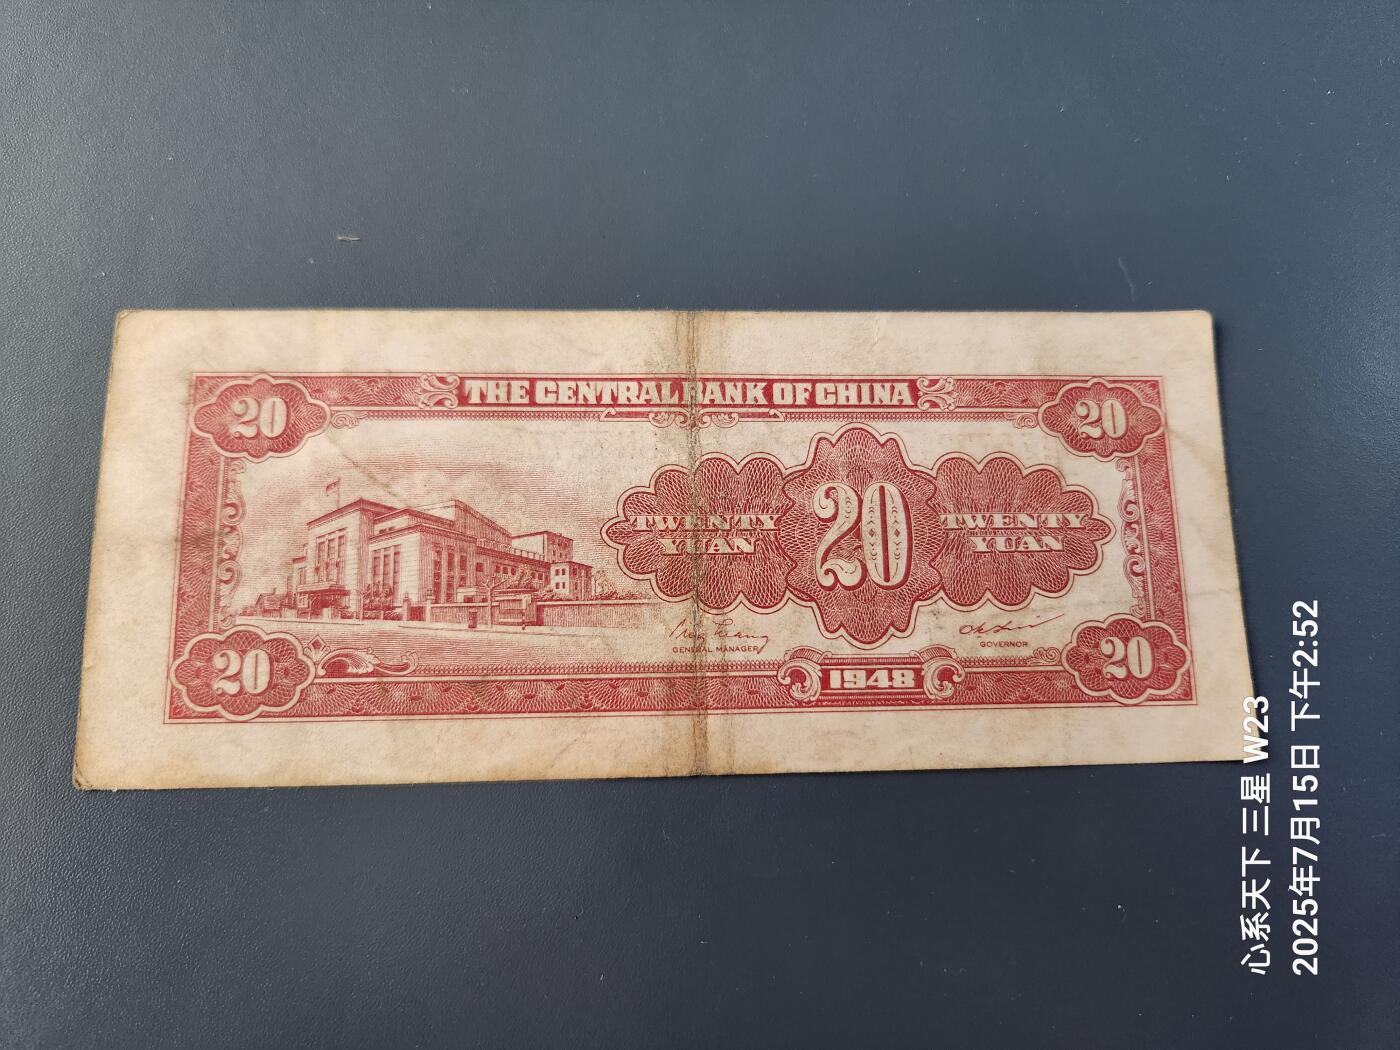 THE CENTRAL BANK OF CHINA
20
20
TWENTY
YUAN
20
TWENTY
YUAN
GENERAL MANAGER
GOVERNOR
20
1948
20
心系天下 三星 W23
2025年7月15日 下午2:52